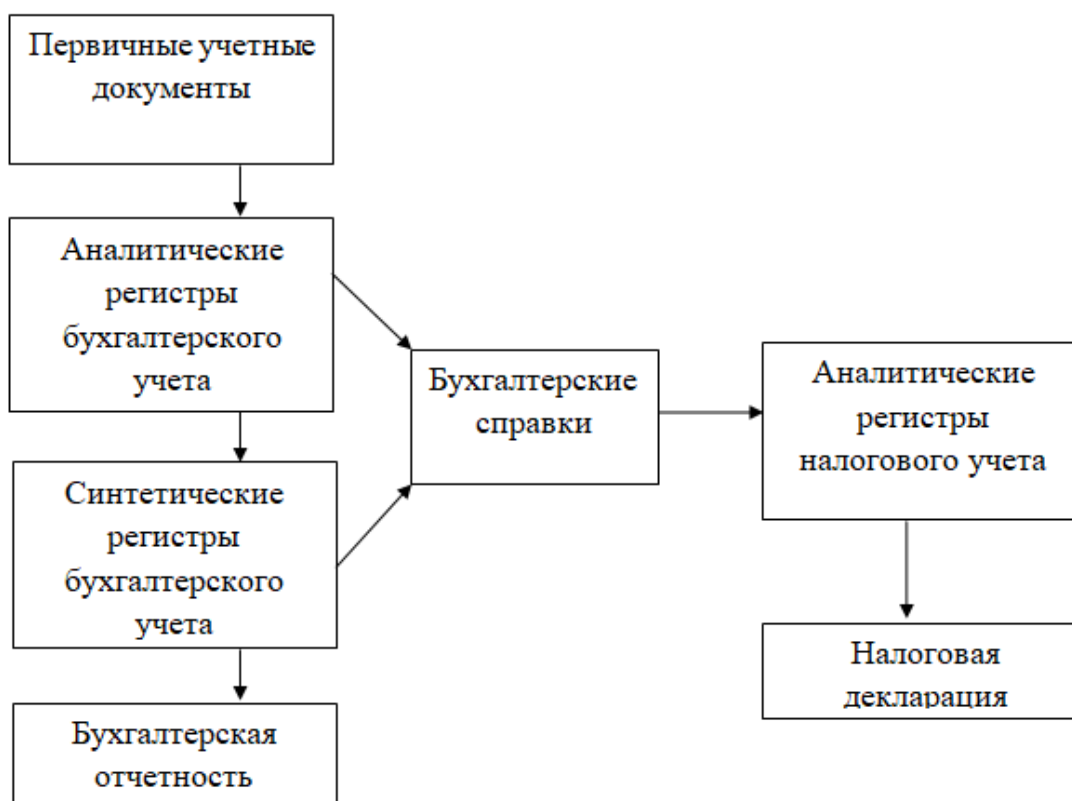 Первичные учетные
документы
Аналитические
регистры
бухгалтерского
учета
Синтетические
регистры
бухгалтерского
учета
Бухгалтерская
отчетность
Бухгалтерские
справки
Аналитические
регистры
налогового учета
Налоговая
декларация